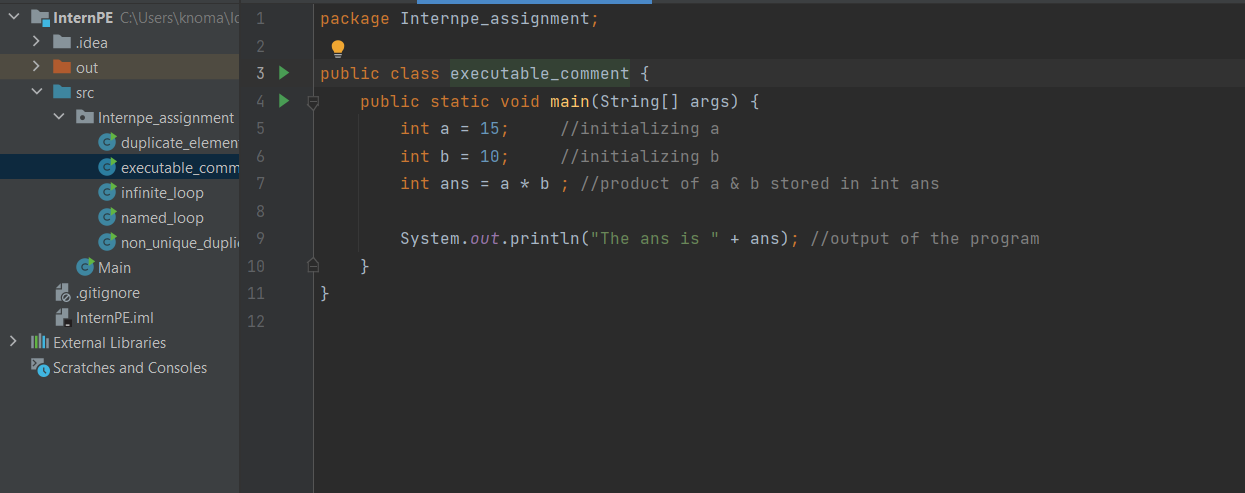 InternPE C:\Users\knoma\
.idea
out
src
Internpe_assignment
duplicate_elemen
executable_comm
infinite_loop
named_loop
non_unique_dupli
Main
.gitignore
InternPE.iml
External Libraries
Scratches and Consoles
1 package Internpe_assignment;
2
3 public class executable_comment {
4 public static void main(String[] args) {
5 int a = 15; //initializing a
6 int b = 10; //initializing b
7 int ans = a * b ; //product of a & b stored in int ans
8
9 System.out.println("The ans is " + ans); //output of the program
10 }
11 }
12